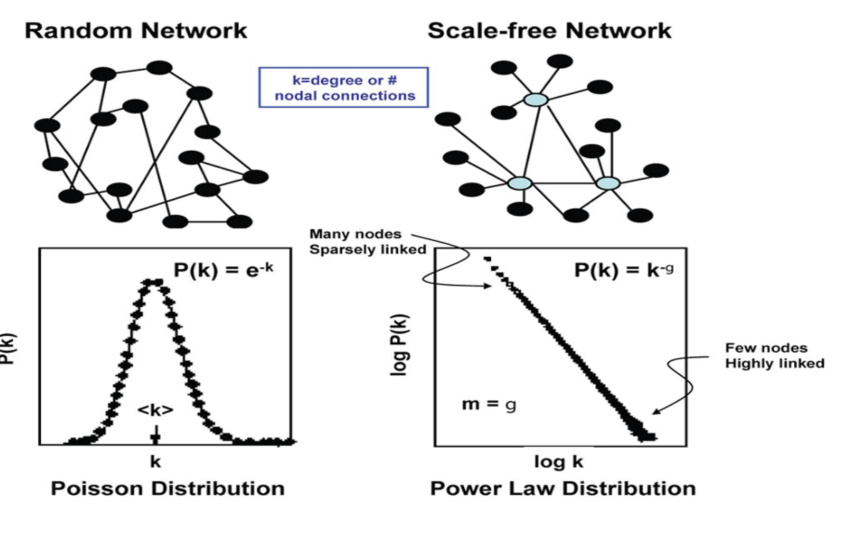 Random Network
Scale-free Network
k=degree or #
nodal connections
Many nodes
Sparsely linked
P(k) = e-k
P(k) = k-g
P(k)
log P(k)
Few nodes
Highly linked
<k>
m = g
k
log k
Poisson Distribution
Power Law Distribution